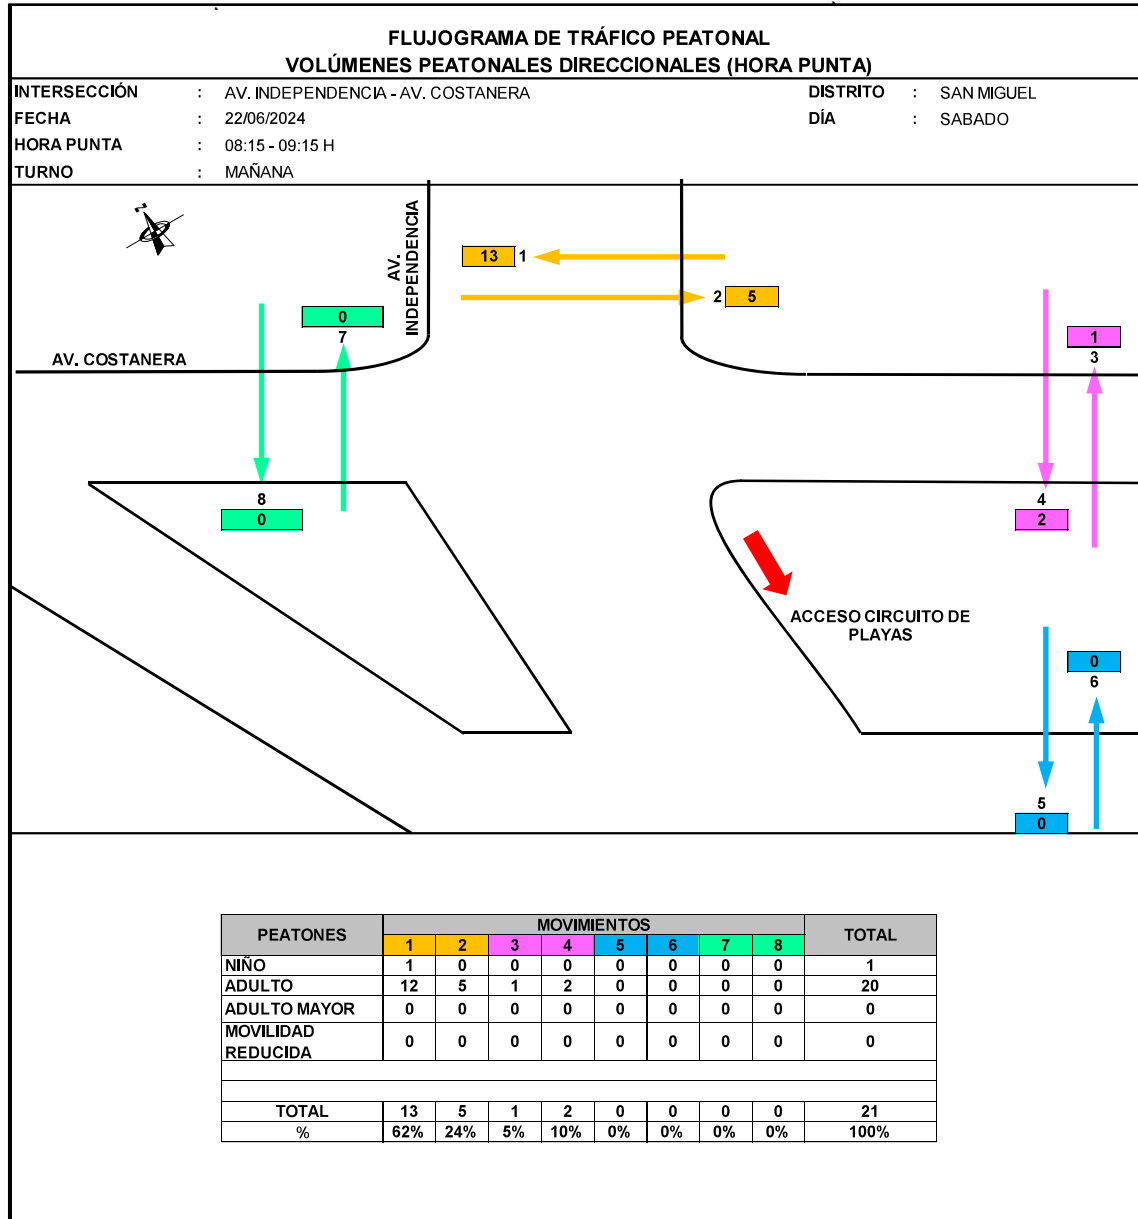 FLUJOGRAMA DE TRÁFICO PEATONAL
VOLÚMENES PEATONALES DIRECCIONALES (HORA PUNTA)
INTERSECCIÓN : AV. INDEPENDENCIA - AV. COSTANERA DISTRITO : SAN MIGUEL
FECHA : 22/06/2024 DÍA : SABADO
HORA PUNTA : 08:15 - 09:15 H
TURNO : MAÑANA
AV.
INDEPENDENCIA
13 1
2 5
0
7
1
3
AV. COSTANERA
8
0
4
2
ACCESO CIRCUITO DE
PLAYAS
0
6
5
0
PEATONES MOVIMIENTOS TOTAL
1 2 3 4 5 6 7 8
NIÑO 1 0 0 0 0 0 0 0 1
ADULTO 12 5 1 2 0 0 0 0 20
ADULTO MAYOR 0 0 0 0 0 0 0 0 0
MOVILIDAD
REDUCIDA 0 0 0 0 0 0 0 0 0
TOTAL 13 5 1 2 0 0 0 0 21
% 62% 24% 5% 10% 0% 0% 0% 0% 100%